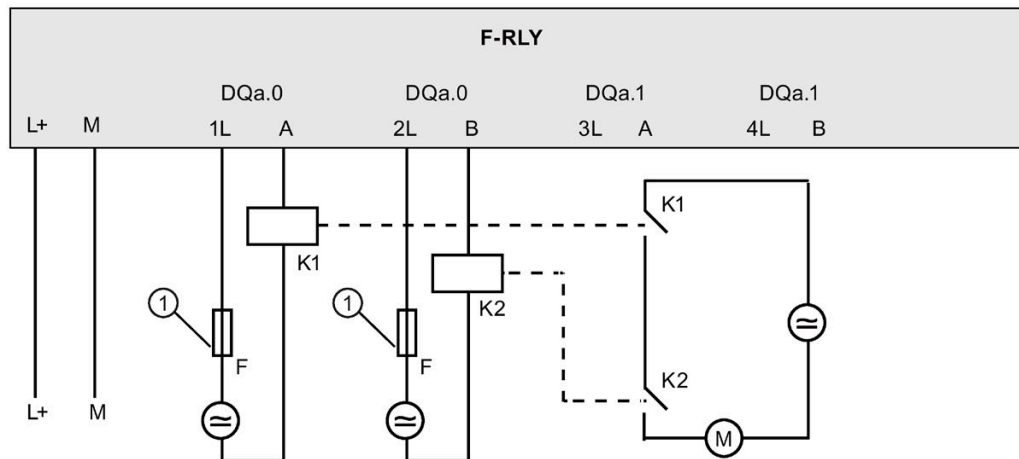 F-RLY
DQa.0 DQa.0 DQa.1 DQa.1
L+ M 1L A 2L B 3L A 4L B
K1
K1
K2
1 1
F F
K2
L+ M
M